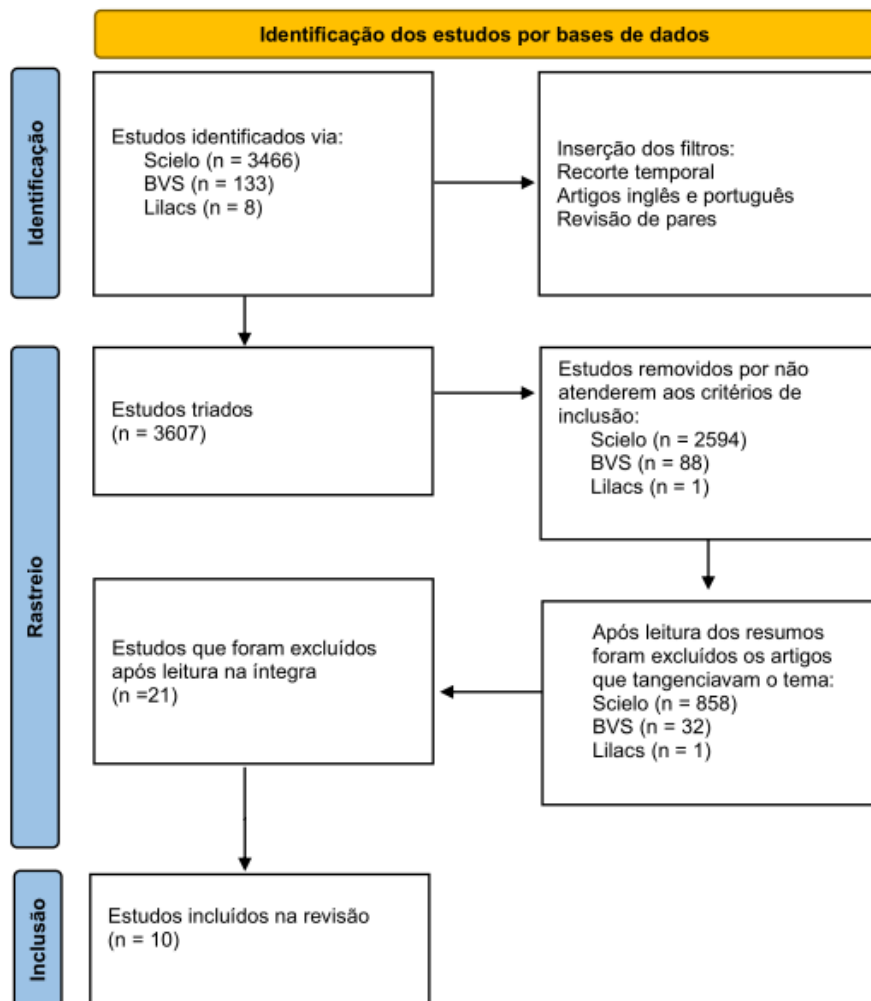 Identificação dos estudos por bases de dados
Identificação
Estudos identificados via:
Scielo (n = 3466)
BVS (n = 133)
Lilacs (n = 8)
Inserção dos filtros:
Recorte temporal
Artigos inglês e português
Revisão de pares
Rastreio
Estudos triados
(n = 3607)
Estudos removidos por não
atenderem aos critérios de
inclusão:
Scielo (n = 2594)
BVS (n = 88)
Lilacs (n = 1)
Após leitura dos resumos
foram excluídos os artigos
que tangenciavam o tema:
Scielo (n = 858)
BVS (n = 32)
Lilacs (n = 1)
Estudos que foram excluídos
após leitura na íntegra
(n =21)
Inclusão
Estudos incluídos na revisão
(n = 10)